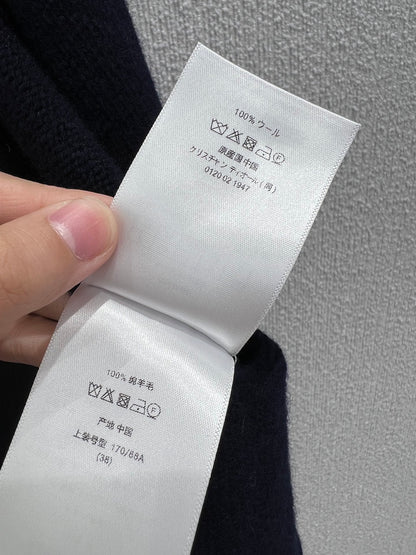 100% ウール
F
原産国中国
クリスチャン ディオール(同)
0120 02 1947
100% 绵羊毛
F
产地 中国
上装号型 170/88A
(38)